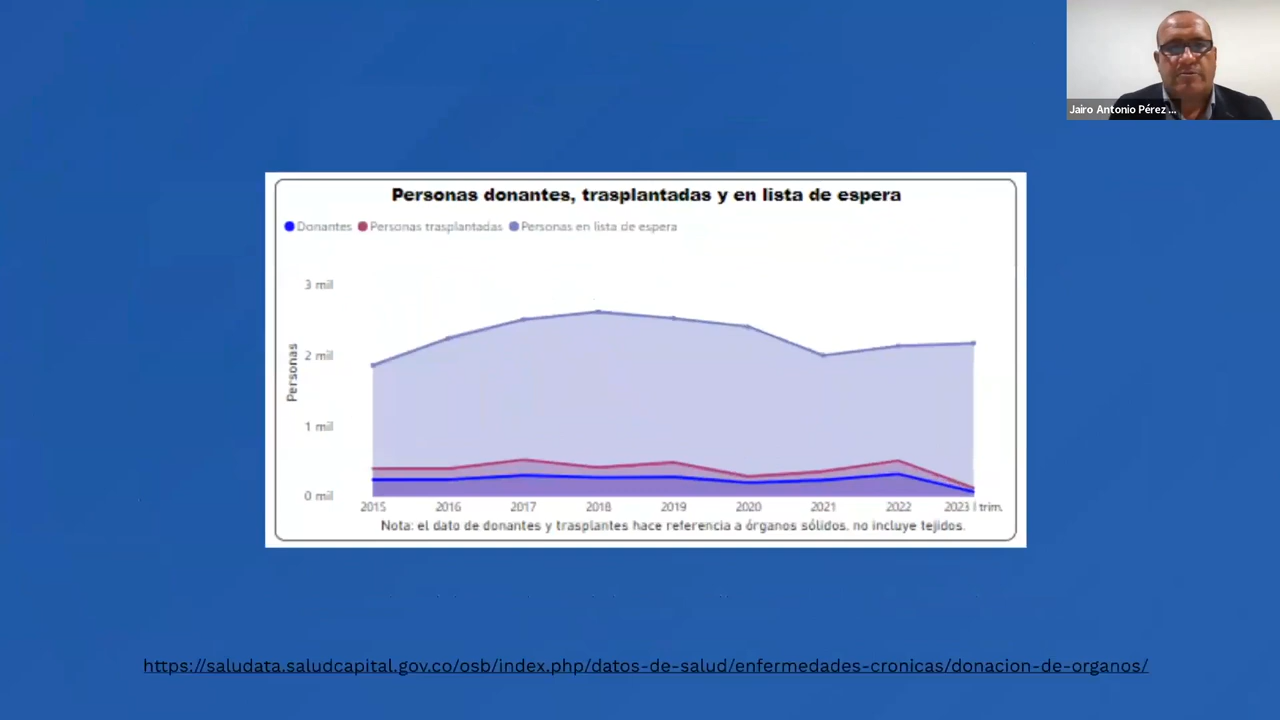 Jairo Antonio Pérez ...
Personas donantes, trasplantadas y en lista de espera
Donantes Personas trasplantadas Personas en lista de espera
3 mil
2 mil
1 mil
0 mil
Personas
2015 2016 2017 2018 2019 2020 2021 2022 2023 I trim.
Nota: el dato de donantes y trasplantes hace referencia a órganos sólidos. no incluye tejidos.
https://saludata.saludcapital.gov.co/osb/index.php/datos-de-salud/enfermedades-cronicas/donacion-de-organos/